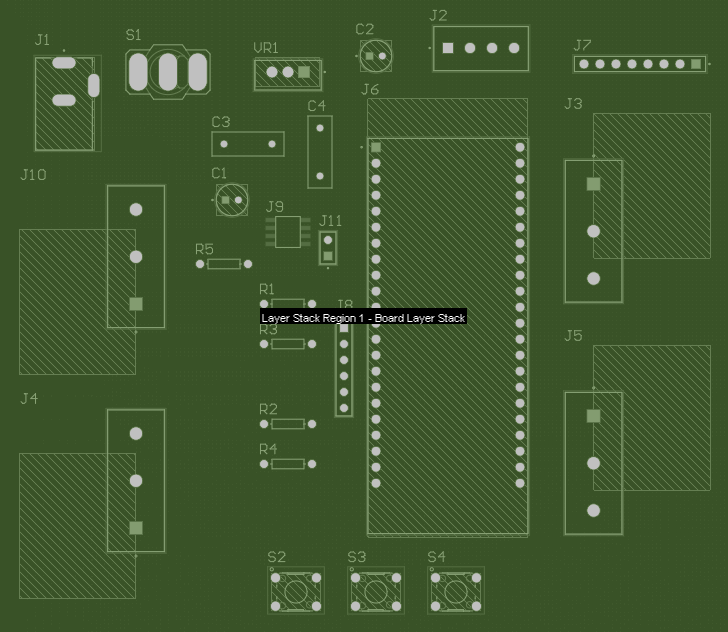 J2
C2
S1
J1
VR1
J7
J6
J3
C4
C3
J10
C1
J9
J11
R5
R1
J8
Layer Stack Region 1 - Board Layer Stack
R3
J5
J4
R2
R4
S2
S3
S4